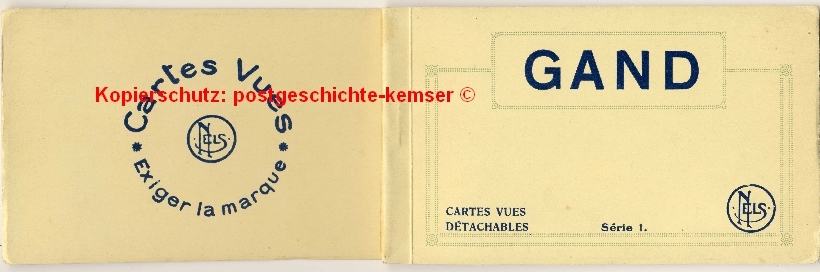 Cartes Vues
Kopierschutz: postgeschichte-kemser ©
NELS
Exiger la marque
GAND
CARTES VUES
DÉTACHABLES
Série 1.
NELS